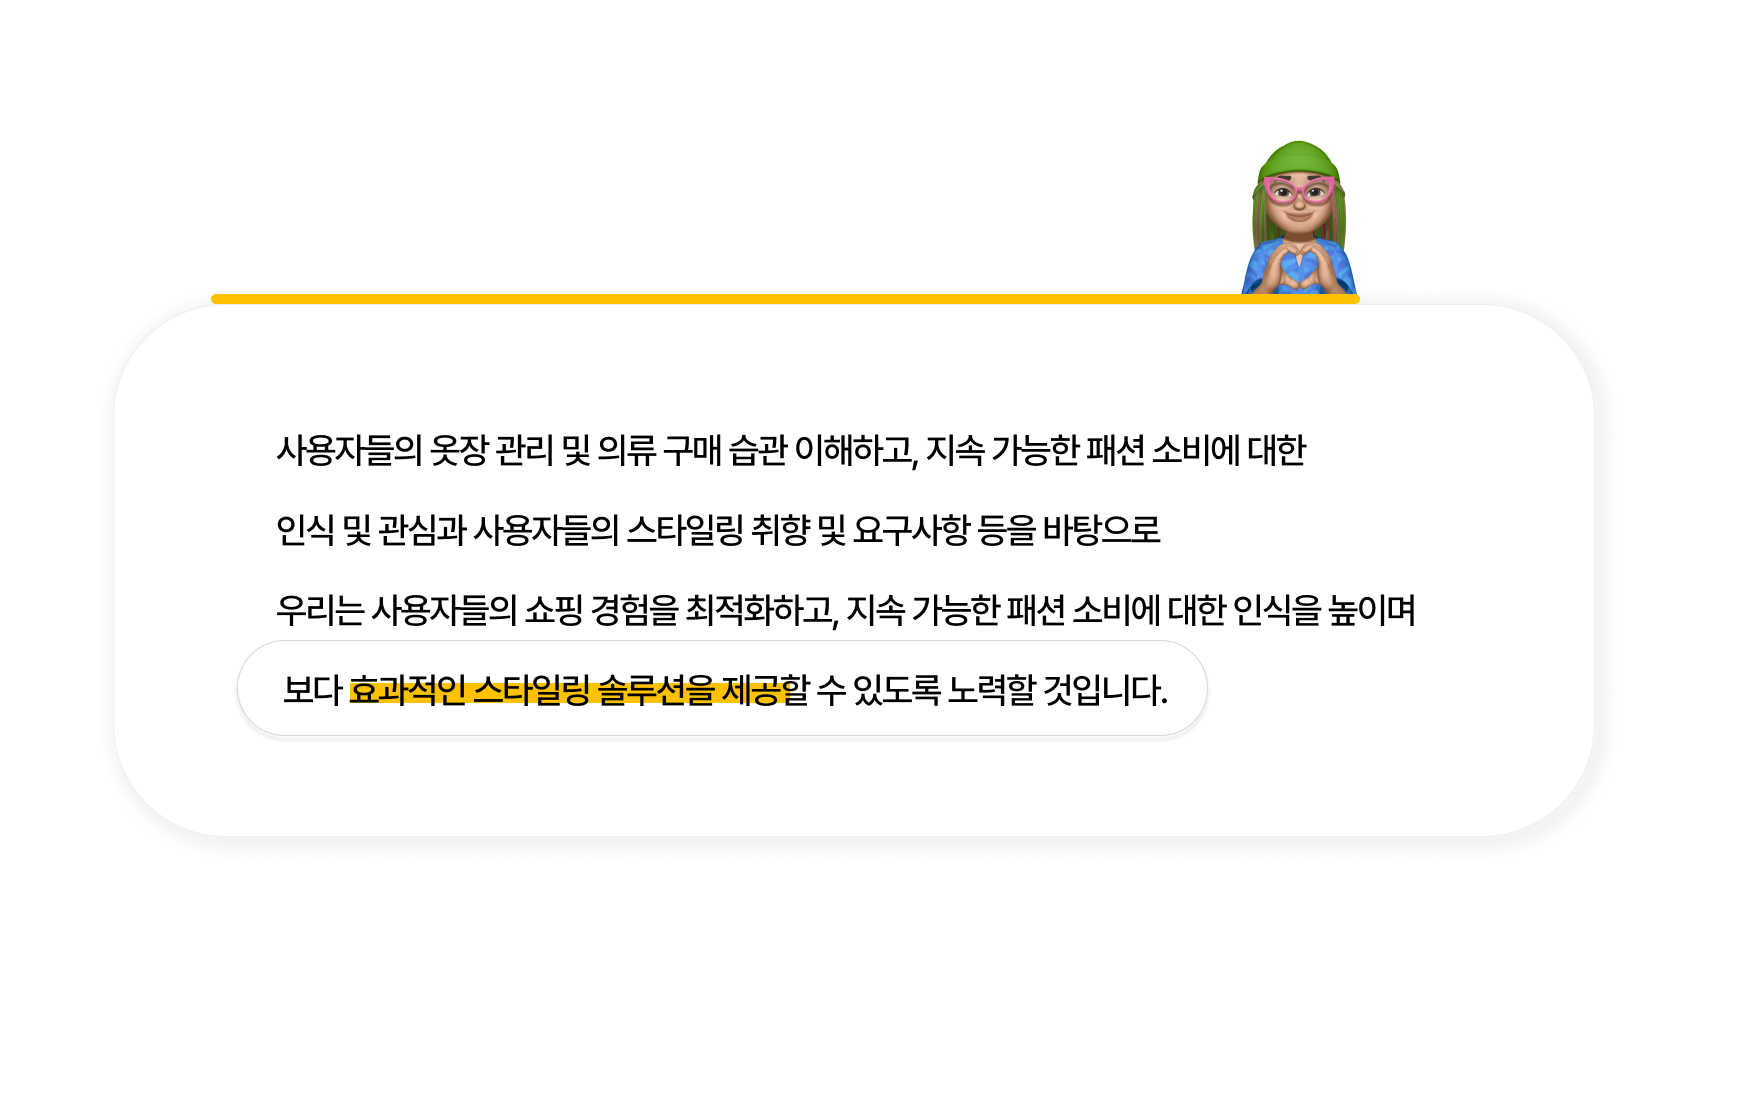 사용자들의 옷장 관리 및 의류 구매 습관 이해하고, 지속 가능한 패션 소비에 대한
인식 및 관심과 사용자들의 스타일링 취향 및 요구사항 등을 바탕으로
우리는 사용자들의 쇼핑 경험을 최적화하고, 지속 가능한 패션 소비에 대한 인식을 높이며
보다 효과적인 스타일링 솔루션을 제공할 수 있도록 노력할 것입니다.